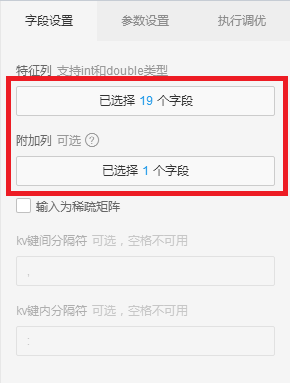 字段设置 参数设置 执行调优
特征列 支持int和double类型
已选择 19 个字段
附加列 可选 ?
已选择 1 个字段
输入为稀疏矩阵
kv键间分隔符 可选，空格不可用
,
kv键内分隔符 可选，空格不可用
: